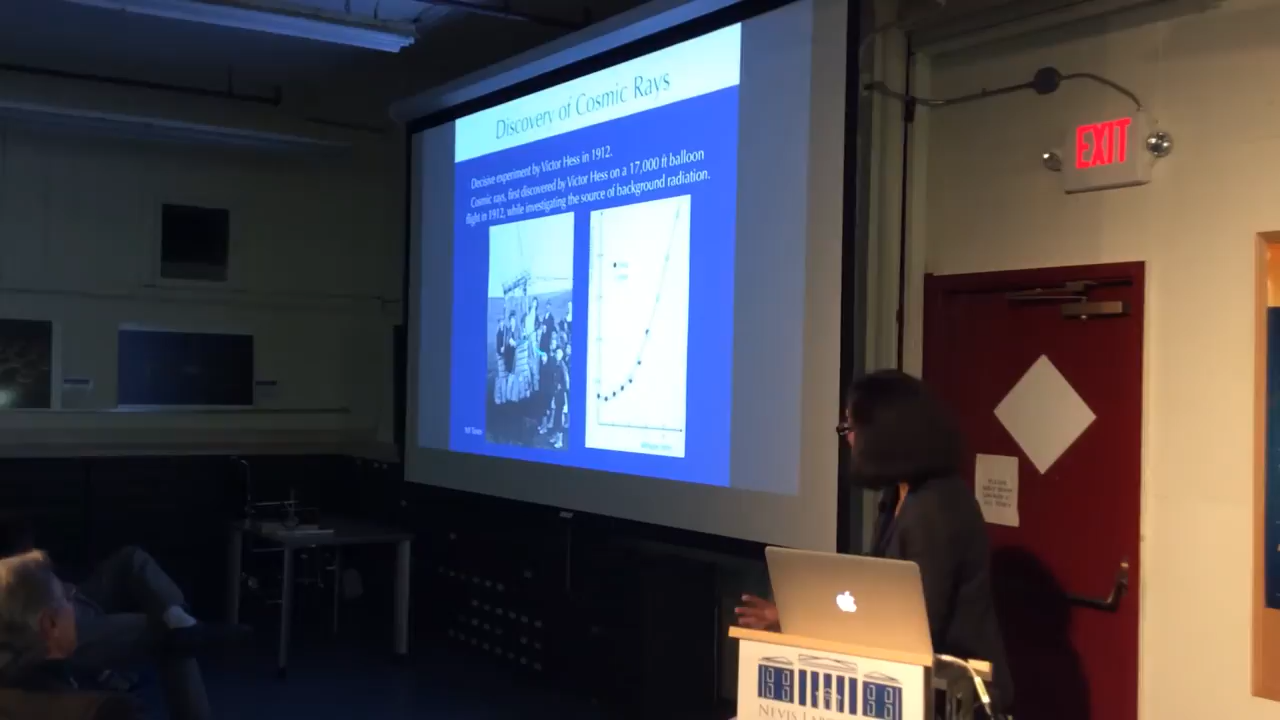 Discovery of Cosmic Rays
Decisive experiment by Victor Hess in 1912.
Cosmic rays, first discovered by Victor Hess on a 17,000 ft balloon
flight in 1912, while investigating the source of background radiation.
EXIT
NEVIS